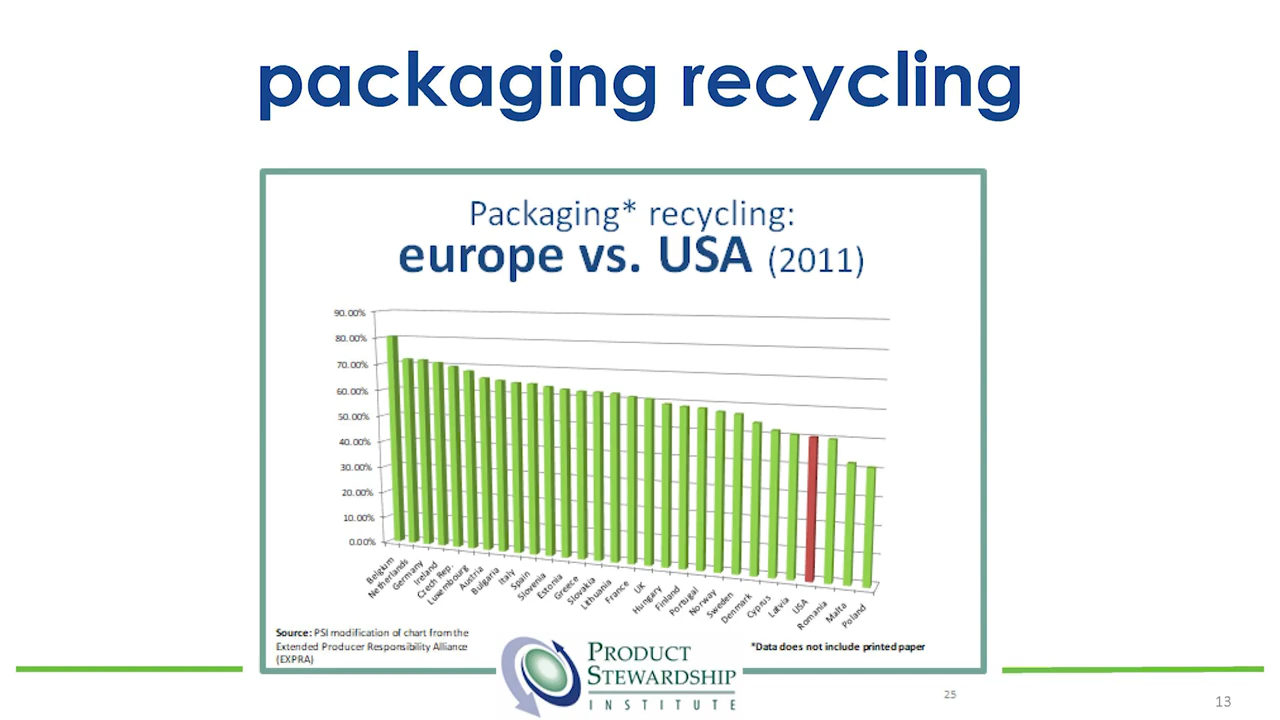 packaging recycling
Packaging* recycling:
europe vs. USA (2011)
90.00%
80.00%
70.00%
60.00%
50.00%
40.00%
30.00%
20.00%
10.00%
0.00%
Belgium
Netherlands
Germany
Ireland
Czech Rep.
Luxembourg
Austria
Bulgaria
Italy
Spain
Slovenia
Estonia
Greece
Slovakia
Lithuania
France
UK
Hungary
Finland
Portugal
Norway
Sweden
Denmark
Cyprus
Latvia
USA
Romania
Malta
Poland
Source: PSI modification of chart from the
Extended Producer Responsibility Alliance
(EXPRA)
*Data does not include printed paper
PRODUCT
STEWARDSHIP
INSTITUTE
25
13